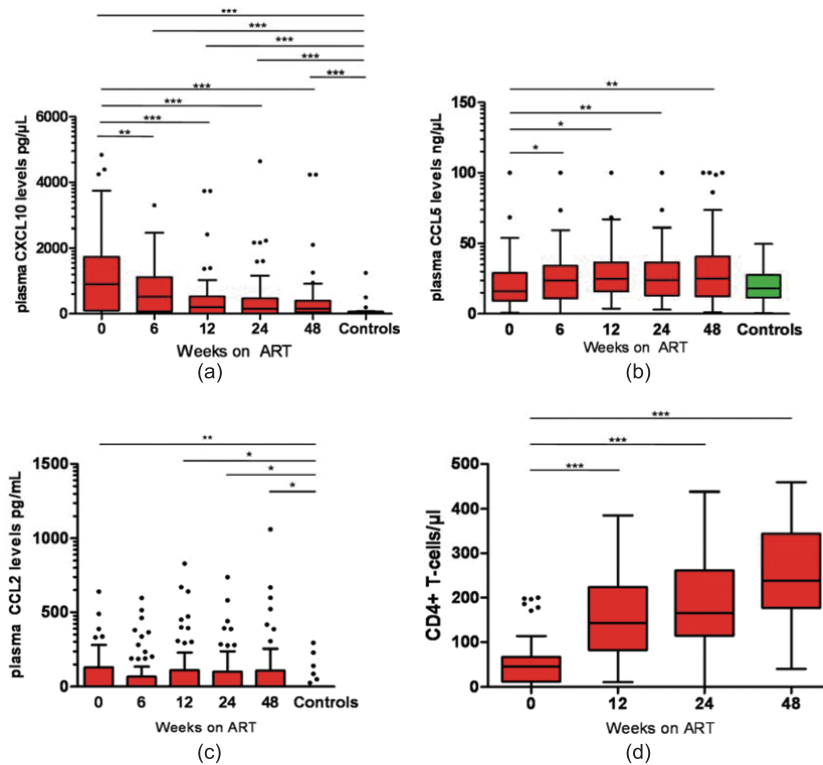 ***
***
***
***
***
***
***
***
**
plasma CXCL10 levels pg/µL
6000
4000
2000
0
0 6 12 24 48 Controls
Weeks on ART
(a)
**
**
*
*
plasma CCL5 levels ng/µL
150
100
50
0
0 6 12 24 48 Controls
Weeks on ART
(b)
**
*
*
*
plasma CCL2 levels pg/mL
1500
1000
500
0
0 6 12 24 48 Controls
Weeks on ART
(c)
***
***
***
CD4+ T-cells/µl
500
400
300
200
100
0
0 12 24 48
Weeks on ART
(d)